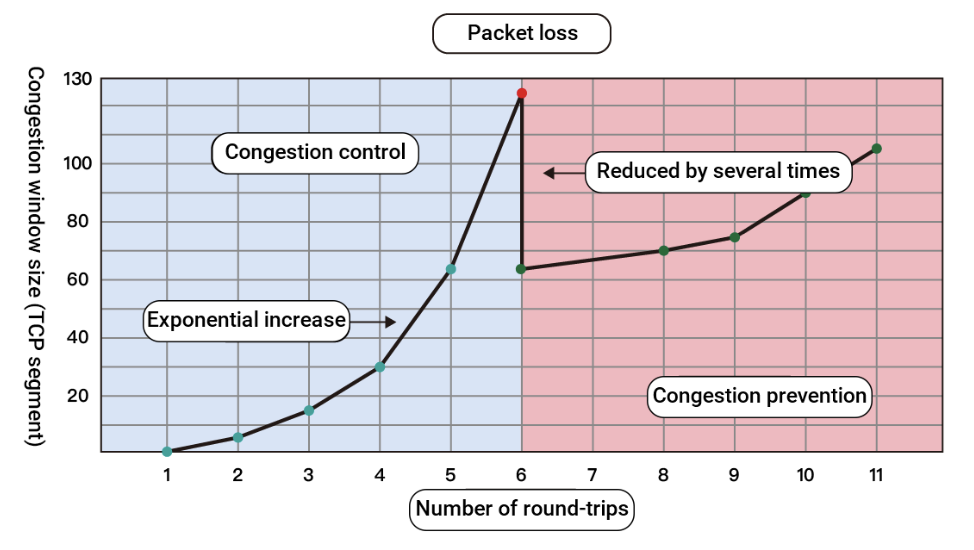 Packet loss
Congestion window size (TCP segment)
130
100
80
60
40
20
Congestion control
Reduced by several times
Exponential increase
Congestion prevention
1 2 3 4 5 6 7 8 9 10 11
Number of round-trips